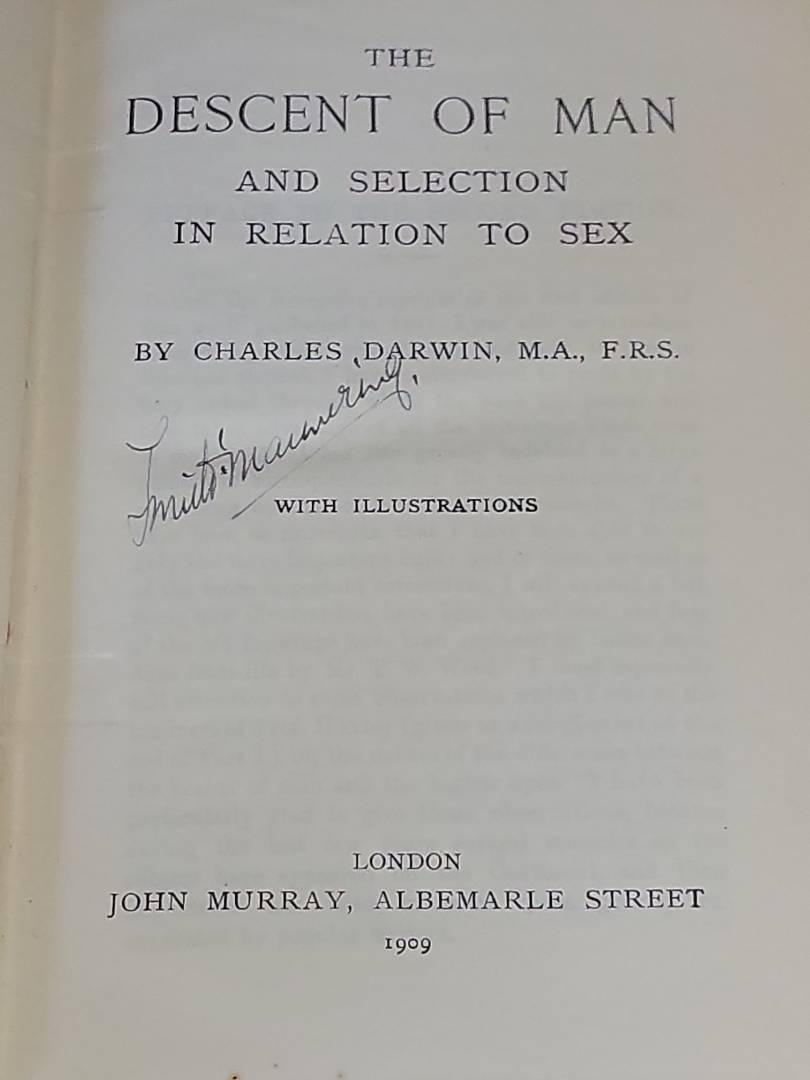 THE
DESCENT OF MAN
AND SELECTION
IN RELATION TO SEX
BY CHARLES DARWIN, M.A., F.R.S.
WITH ILLUSTRATIONS
LONDON
JOHN MURRAY, ALBEMARLE STREET
1909